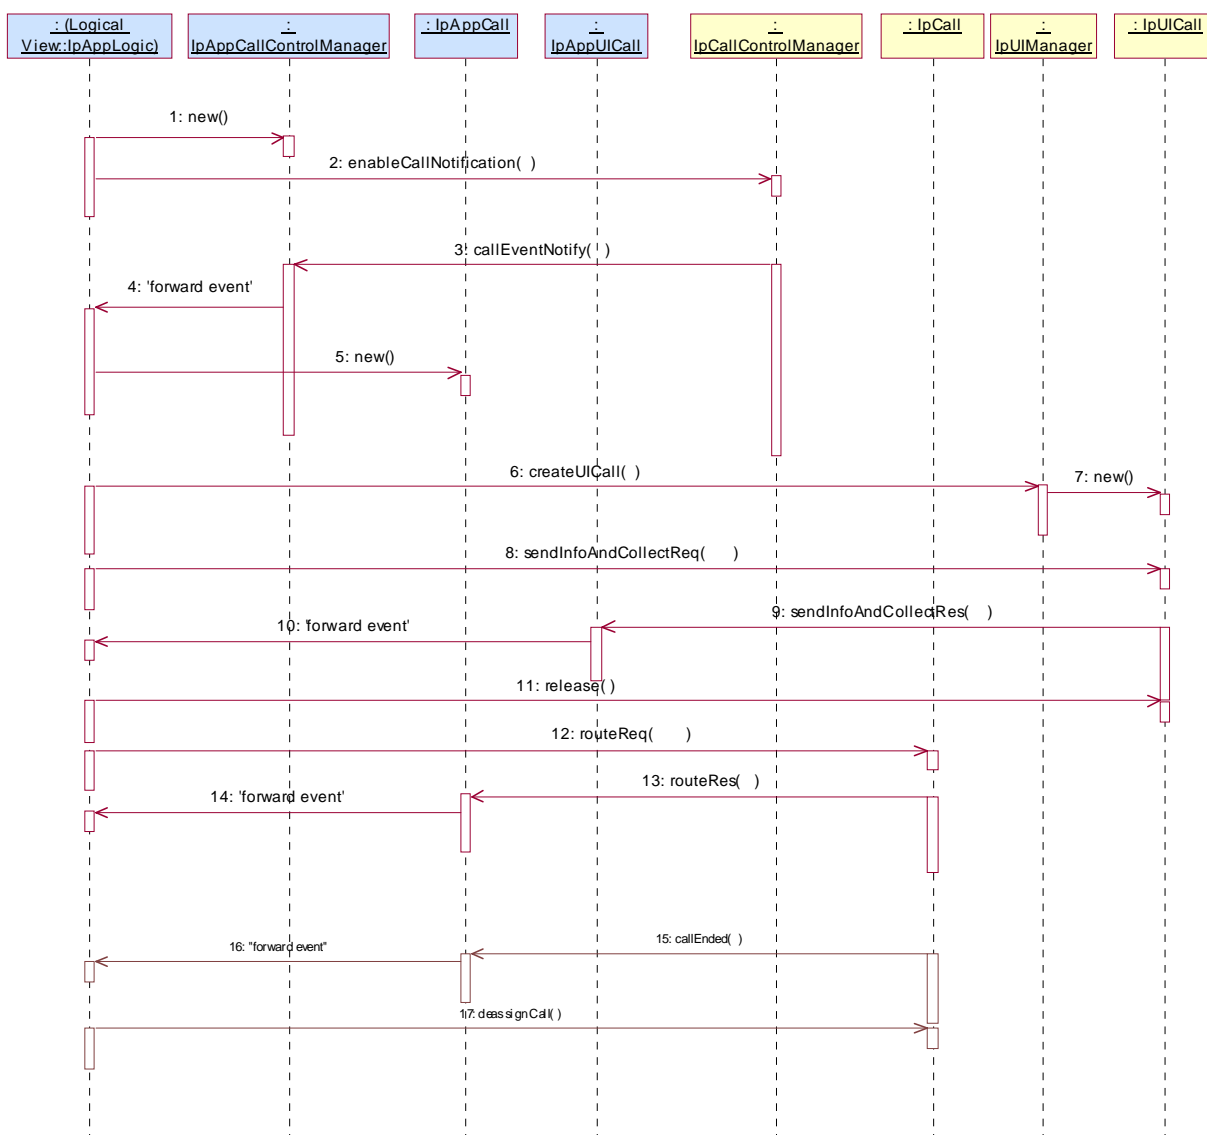 : (Logical
View::IpAppLogic)
:
IpAppCallControlManager
: IpAppCall
:
IpAppUICall
:
IpCallControlManager
: IpCall
:
IpUIManager
: IpUICall
1: new()
2: enableCallNotification( )
3: callEventNotify( )
4: 'forward event'
5: new()
6: createUICall( )
7: new()
8: sendInfoAndCollectReq( )
9: sendInfoAndCollectRes( )
10: 'forward event'
11: release( )
12: routeReq( )
13: routeRes( )
14: 'forward event'
15: callEnded( )
16: "forward event"
17: deassignCall( )